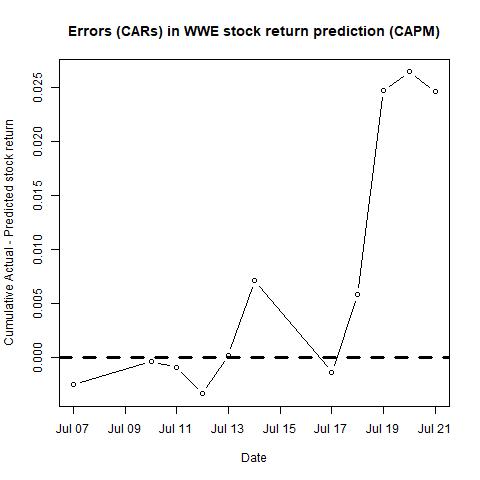 Errors (CARs) in WWE stock return prediction (CAPM)
Cumulative Actual - Predicted stock return
0.025
0.020
0.015
0.010
0.005
0.000
Jul 07 Jul 09 Jul 11 Jul 13 Jul 15 Jul 17 Jul 19 Jul 21
Date